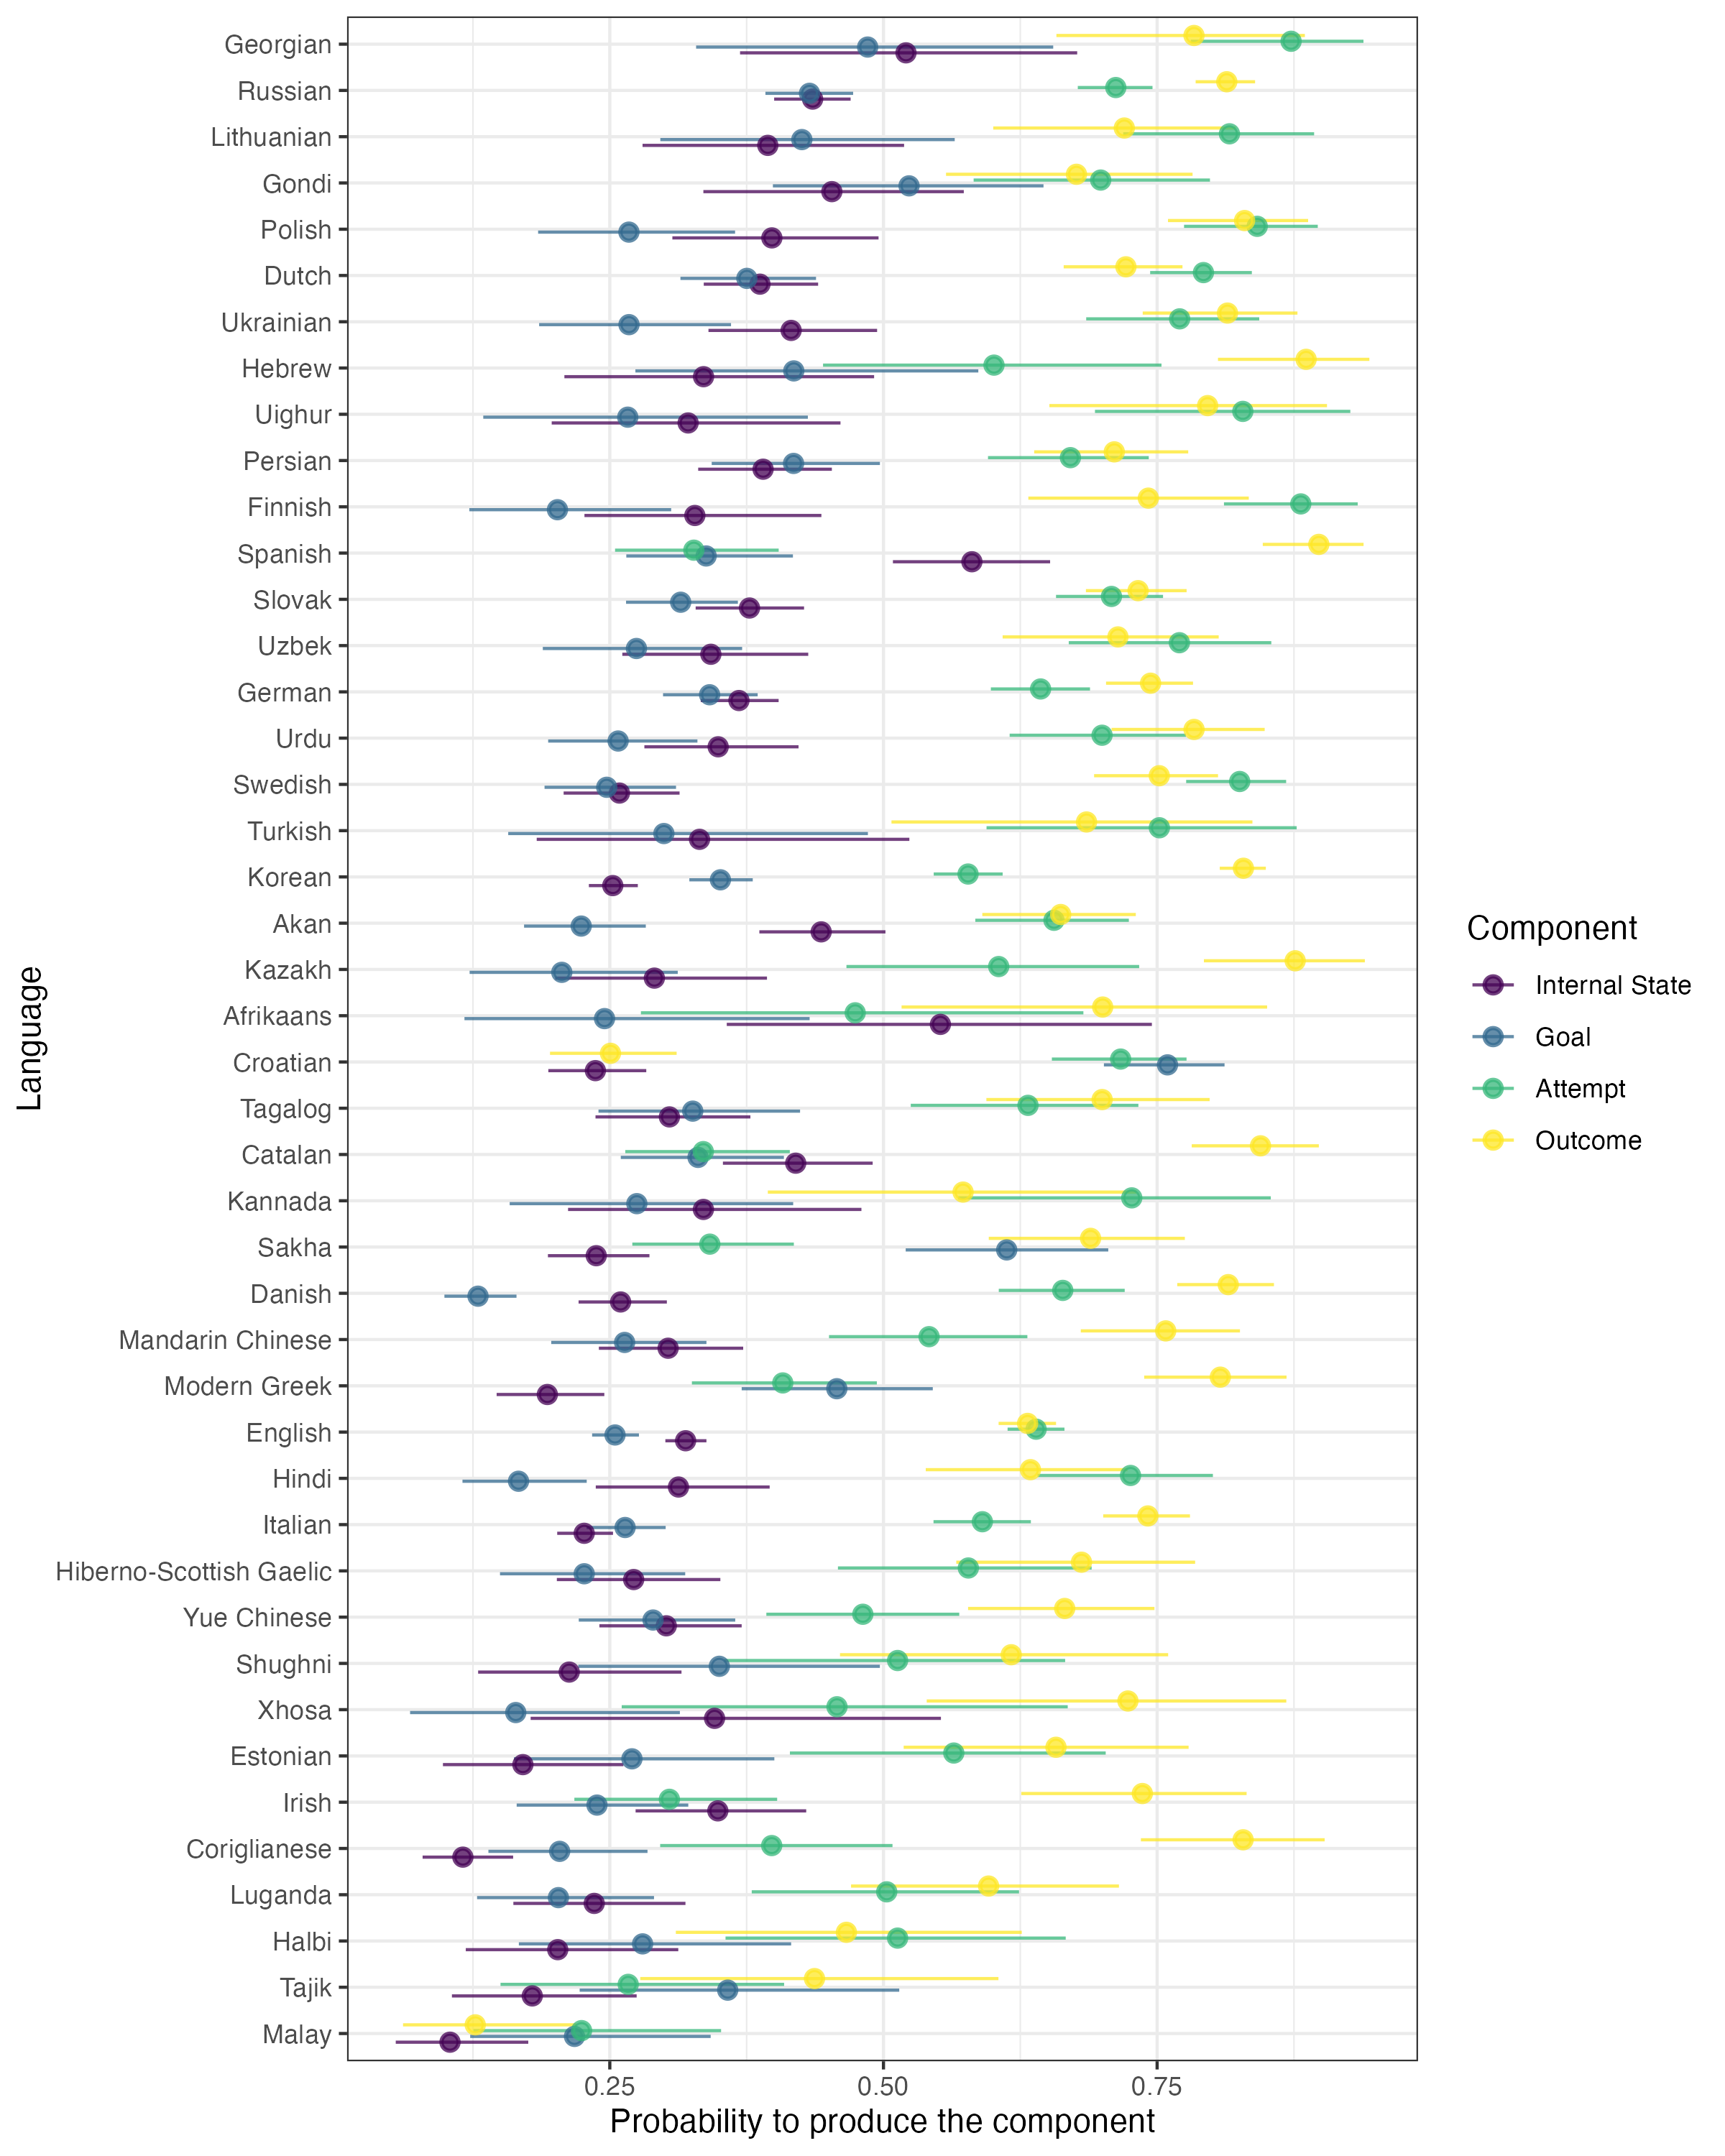 Georgian
Russian
Lithuanian
Gondi
Polish
Dutch
Ukrainian
Hebrew
Uighur
Persian
Finnish
Spanish
Slovak
Uzbek
German
Urdu
Swedish
Turkish
Korean
Akan
Kazakh
Afrikaans
Croatian
Tagalog
Catalan
Kannada
Sakha
Danish
Mandarin Chinese
Modern Greek
English
Hindi
Italian
Hiberno-Scottish Gaelic
Yue Chinese
Shughni
Xhosa
Estonian
Irish
Coriglianese
Luganda
Halbi
Tajik
Malay
Language
0.25 0.50 0.75
Probability to produce the component
Component
Internal State
Goal
Attempt
Outcome